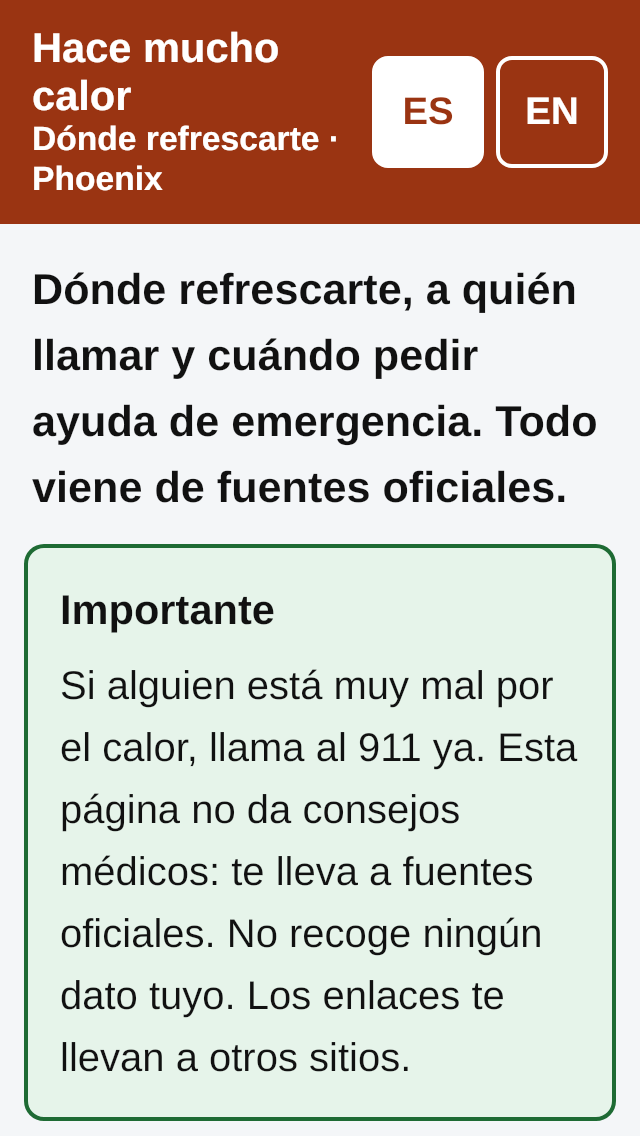 Hace mucho
calor
Dónde refrescarte ·
Phoenix
ES
EN
Dónde refrescarte, a quién
llamar y cuándo pedir
ayuda de emergencia. Todo
viene de fuentes oficiales.
Importante
Si alguien está muy mal por
el calor, llama al 911 ya. Esta
página no da consejos
médicos: te lleva a fuentes
oficiales. No recoge ningún
dato tuyo. Los enlaces te
llevan a otros sitios.